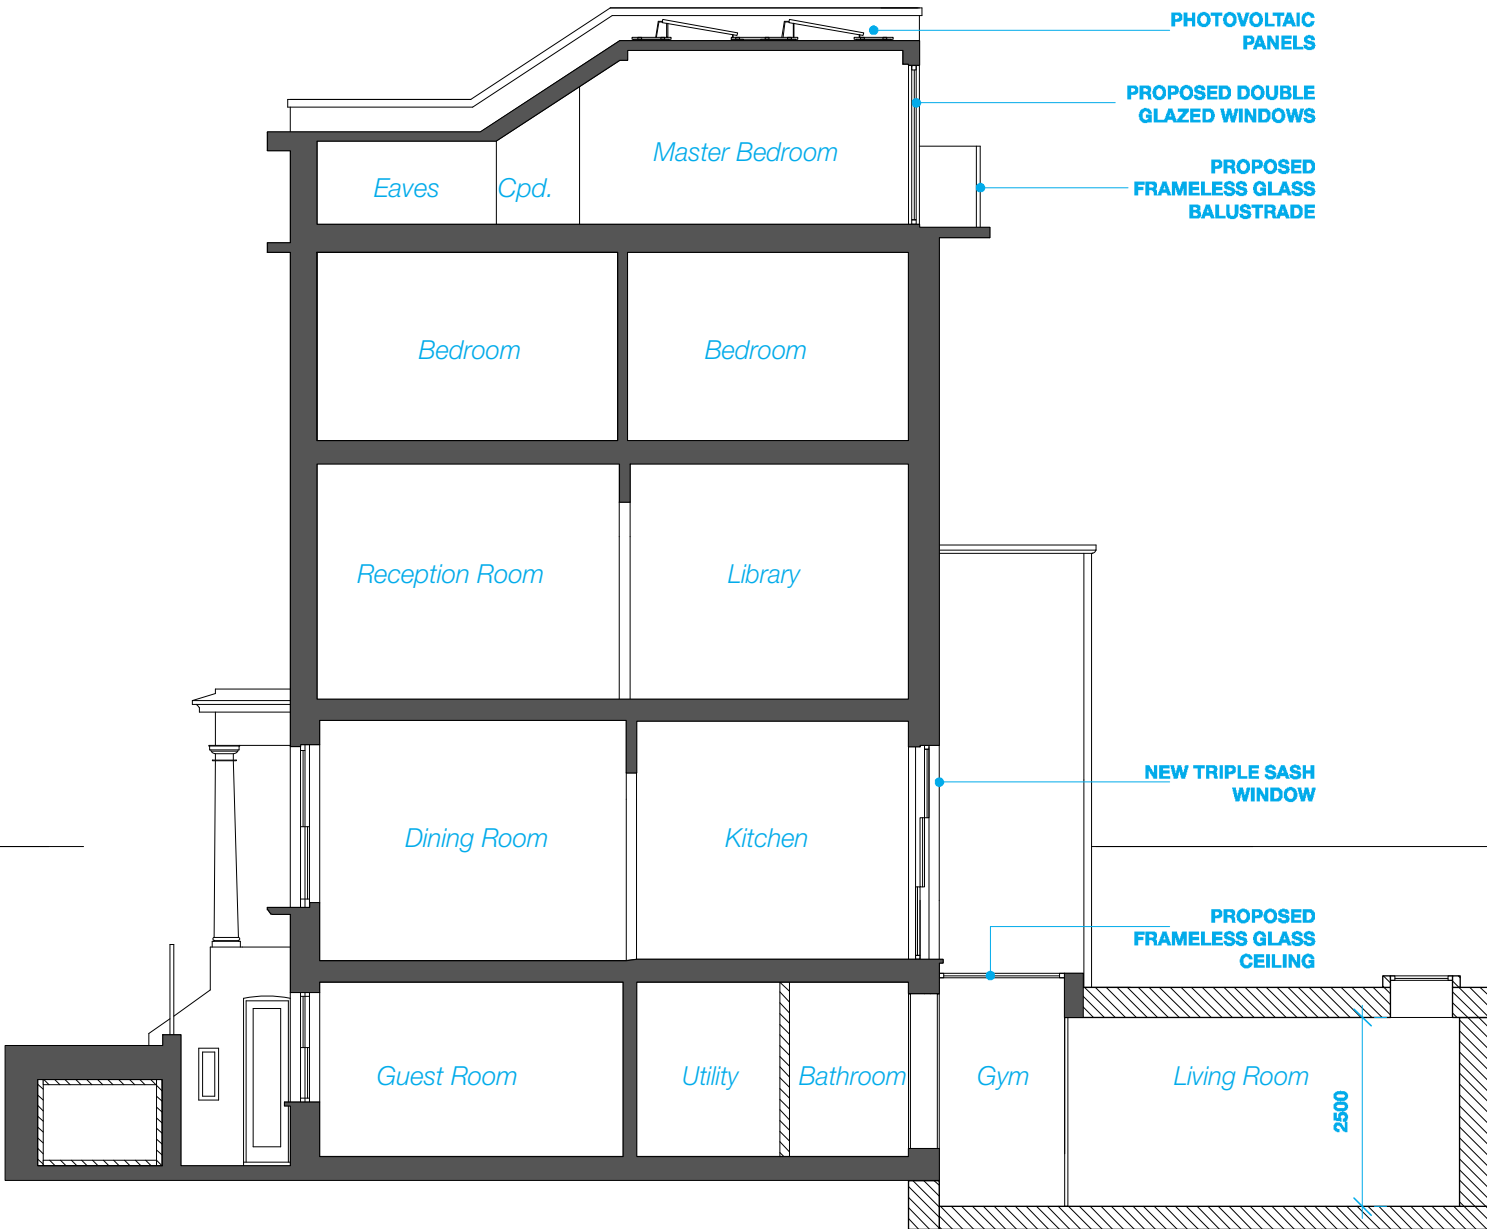 PHOTOVOLTAIC
PANELS
PROPOSED DOUBLE
GLAZED WINDOWS
Master Bedroom
PROPOSED
FRAMELESS GLASS
BALUSTRADE
Eaves
Cpd.
Bedroom
Bedroom
Reception Room
Library
NEW TRIPLE SASH
WINDOW
Dining Room
Kitchen
PROPOSED
FRAMELESS GLASS
CEILING
Guest Room
Utility
Bathroom
Gym
Living Room
2500